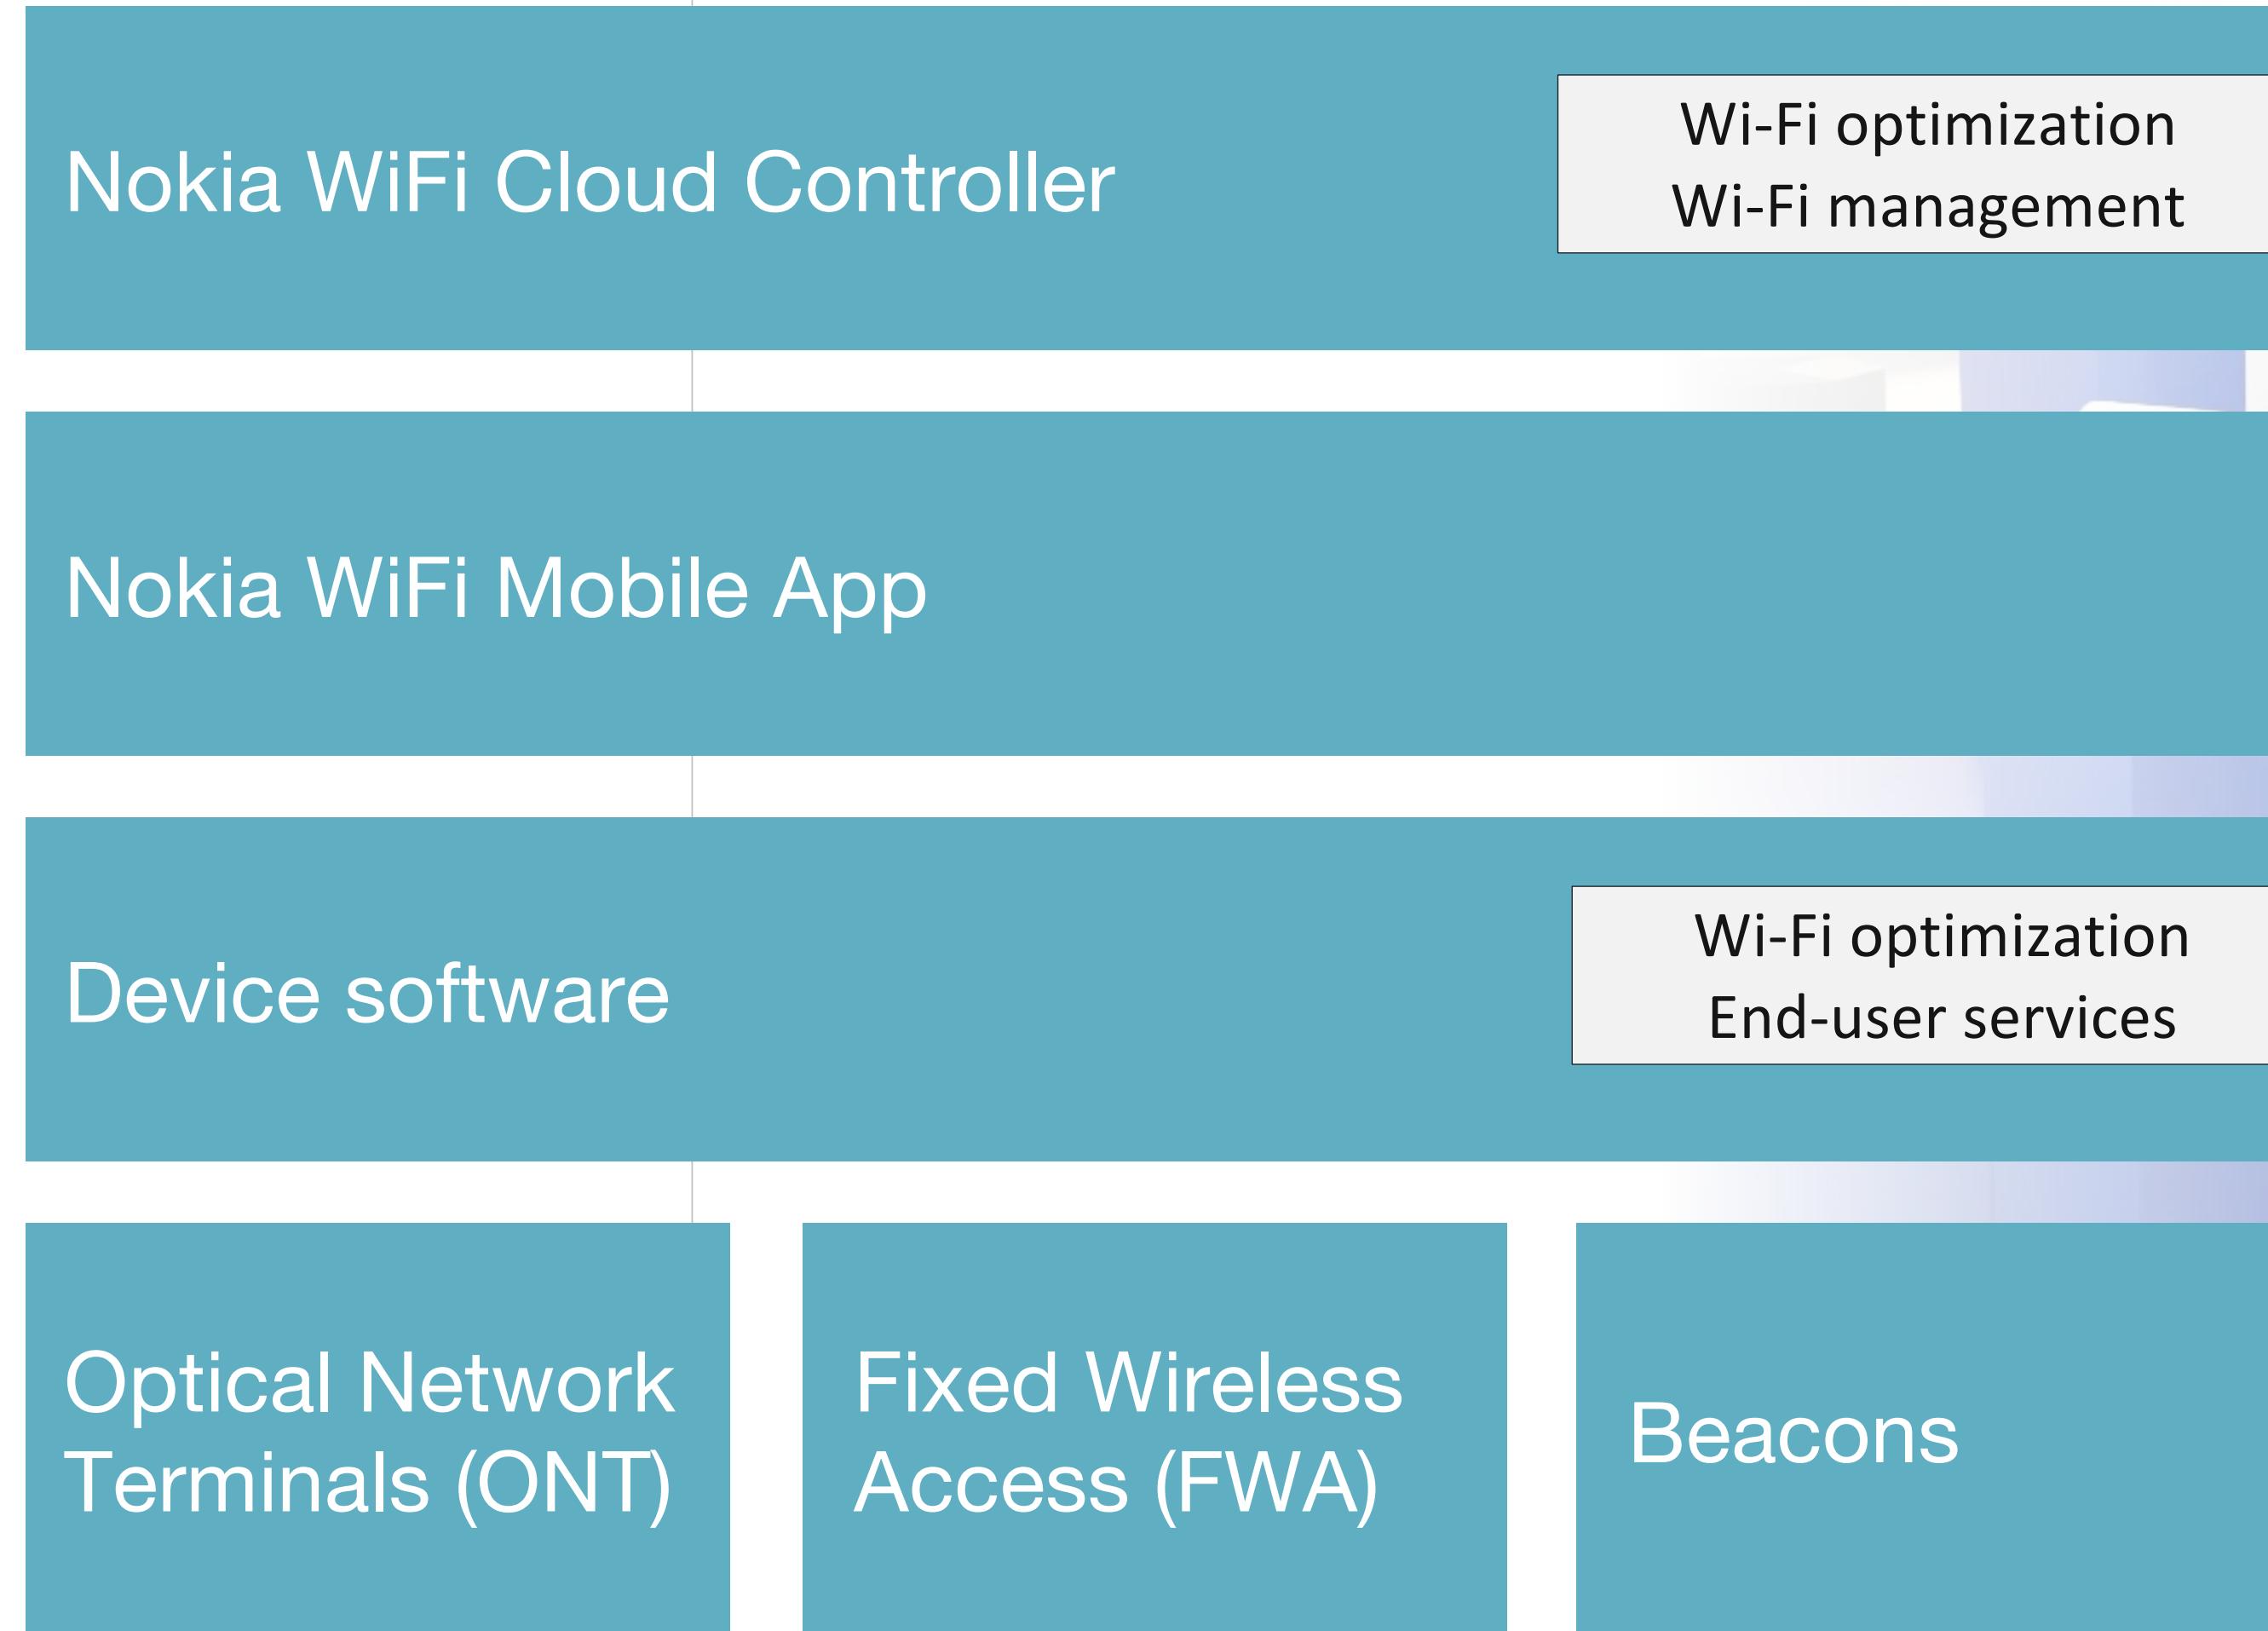 Nokia WiFi Cloud Controller
Wi-Fi optimization
Wi-Fi management
Nokia WiFi Mobile App
Device software
Wi-Fi optimization
End-user services
Optical Network
Terminals (ONT)
Fixed Wireless
Access (FWA)
Beacons